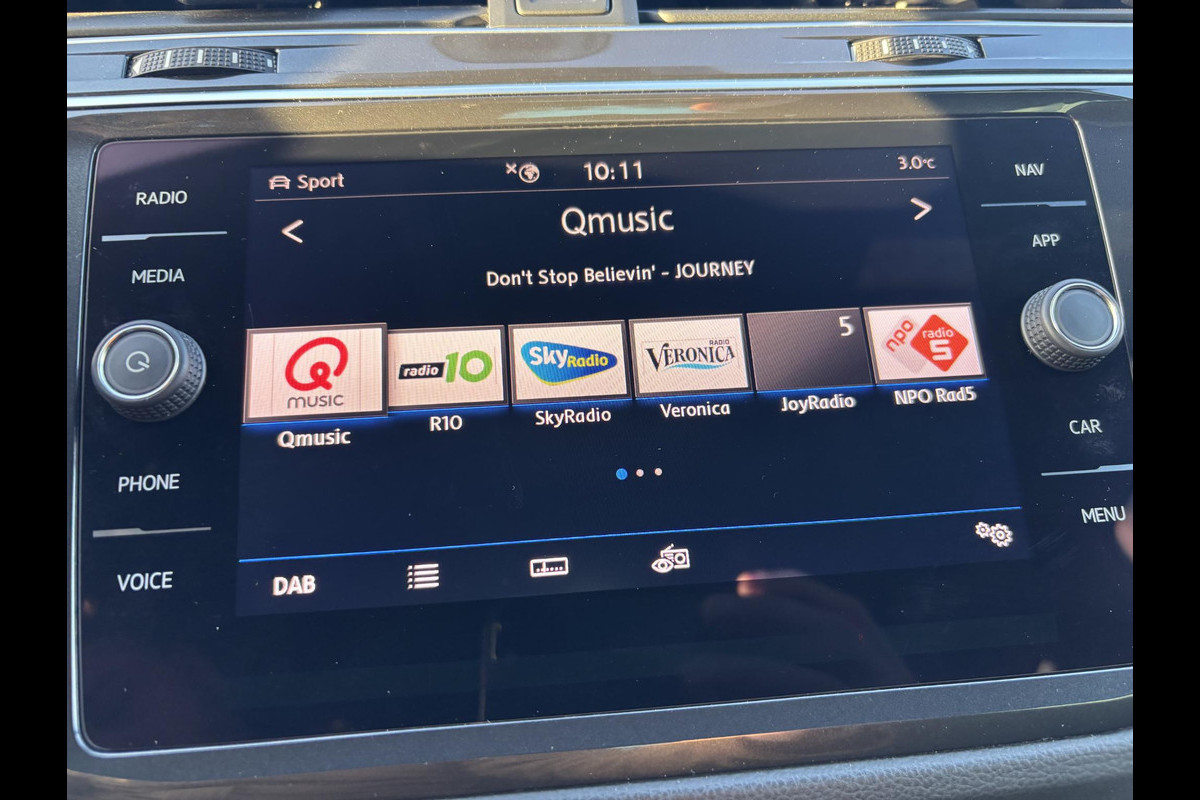 RADIO
MEDIA
PHONE
VOICE
Sport
10:11
3.0°C
<
Qmusic
>
Don't Stop Believin' - JOURNEY
Q MUSIC
radio 10
Sky Radio
RADIO
VERONICA
5
npo radio 5
Qmusic
R10
SkyRadio
Veronica
JoyRadio
NPO Rad5
DAB
NAV
APP
CAR
MENU